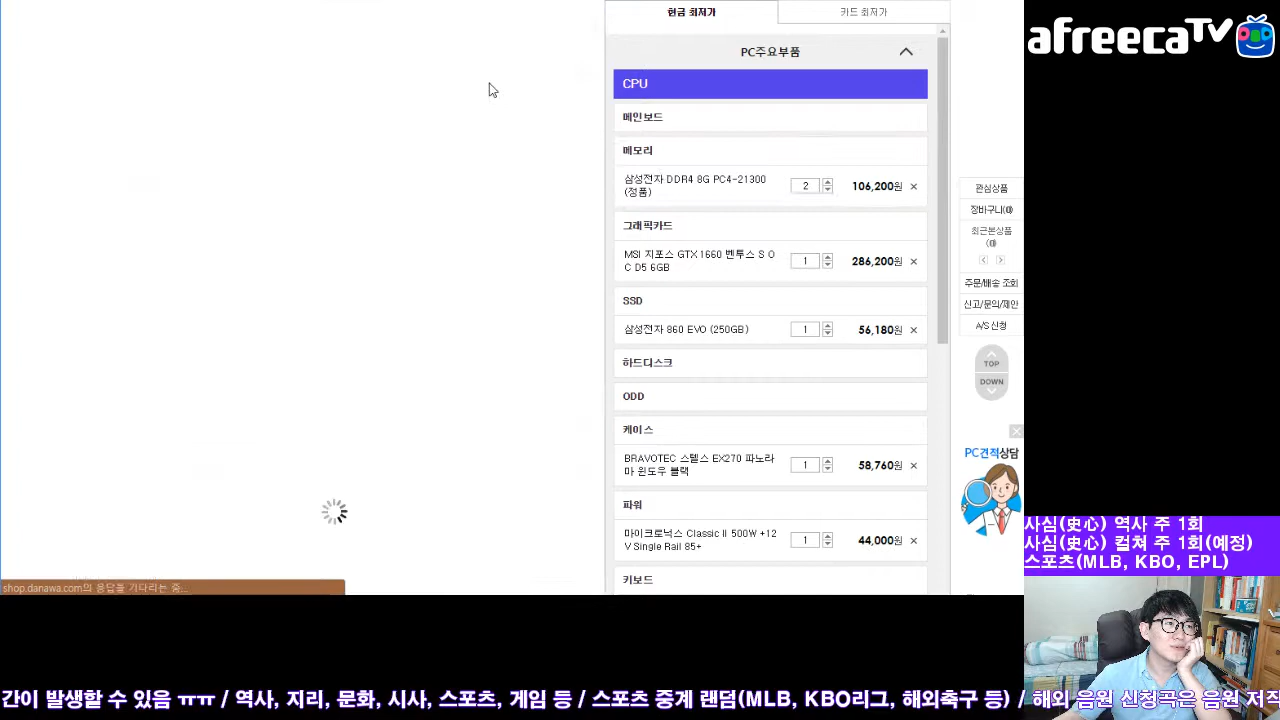 현금 최저가
카드 최저가
PC주요부품
CPU
메인보드
메모리
삼성전자 DDR4 8G PC4-21300
(정품)
2
106,200원
그래픽카드
MSI 지포스 GTX 1660 벤투스 S O
C D5 6GB
1
286,200원
SSD
삼성전자 860 EVO (250GB)
1
56,180원
하드디스크
ODD
케이스
BRAVOTEC 스텔스 EX270 파노라
마 윈도우 블랙
1
58,760원
파워
마이크로닉스 Classic II 500W +12
V Single Rail 85+
1
44,000원
키보드
관심상품
장바구니(0)
최근본상품
(0)
주문/배송 조회
신고/문의/제안
A/S 신청
TOP
DOWN
PC견적상담
shop.danawa.com의 응답을 기다리는 중...
afreecaTV
사심(史心) 역사 주 1회
사심(史心) 컬쳐 주 1회(예정)
스포츠(MLB, KBO, EPL)
간이 발생할 수 있음 ㅠㅠ / 역사, 지리, 문화, 시사, 스포츠, 게임 등 / 스포츠 중계 랜덤(MLB, KBO리그, 해외축구 등) / 해외 음원 신청곡은 음원 저작